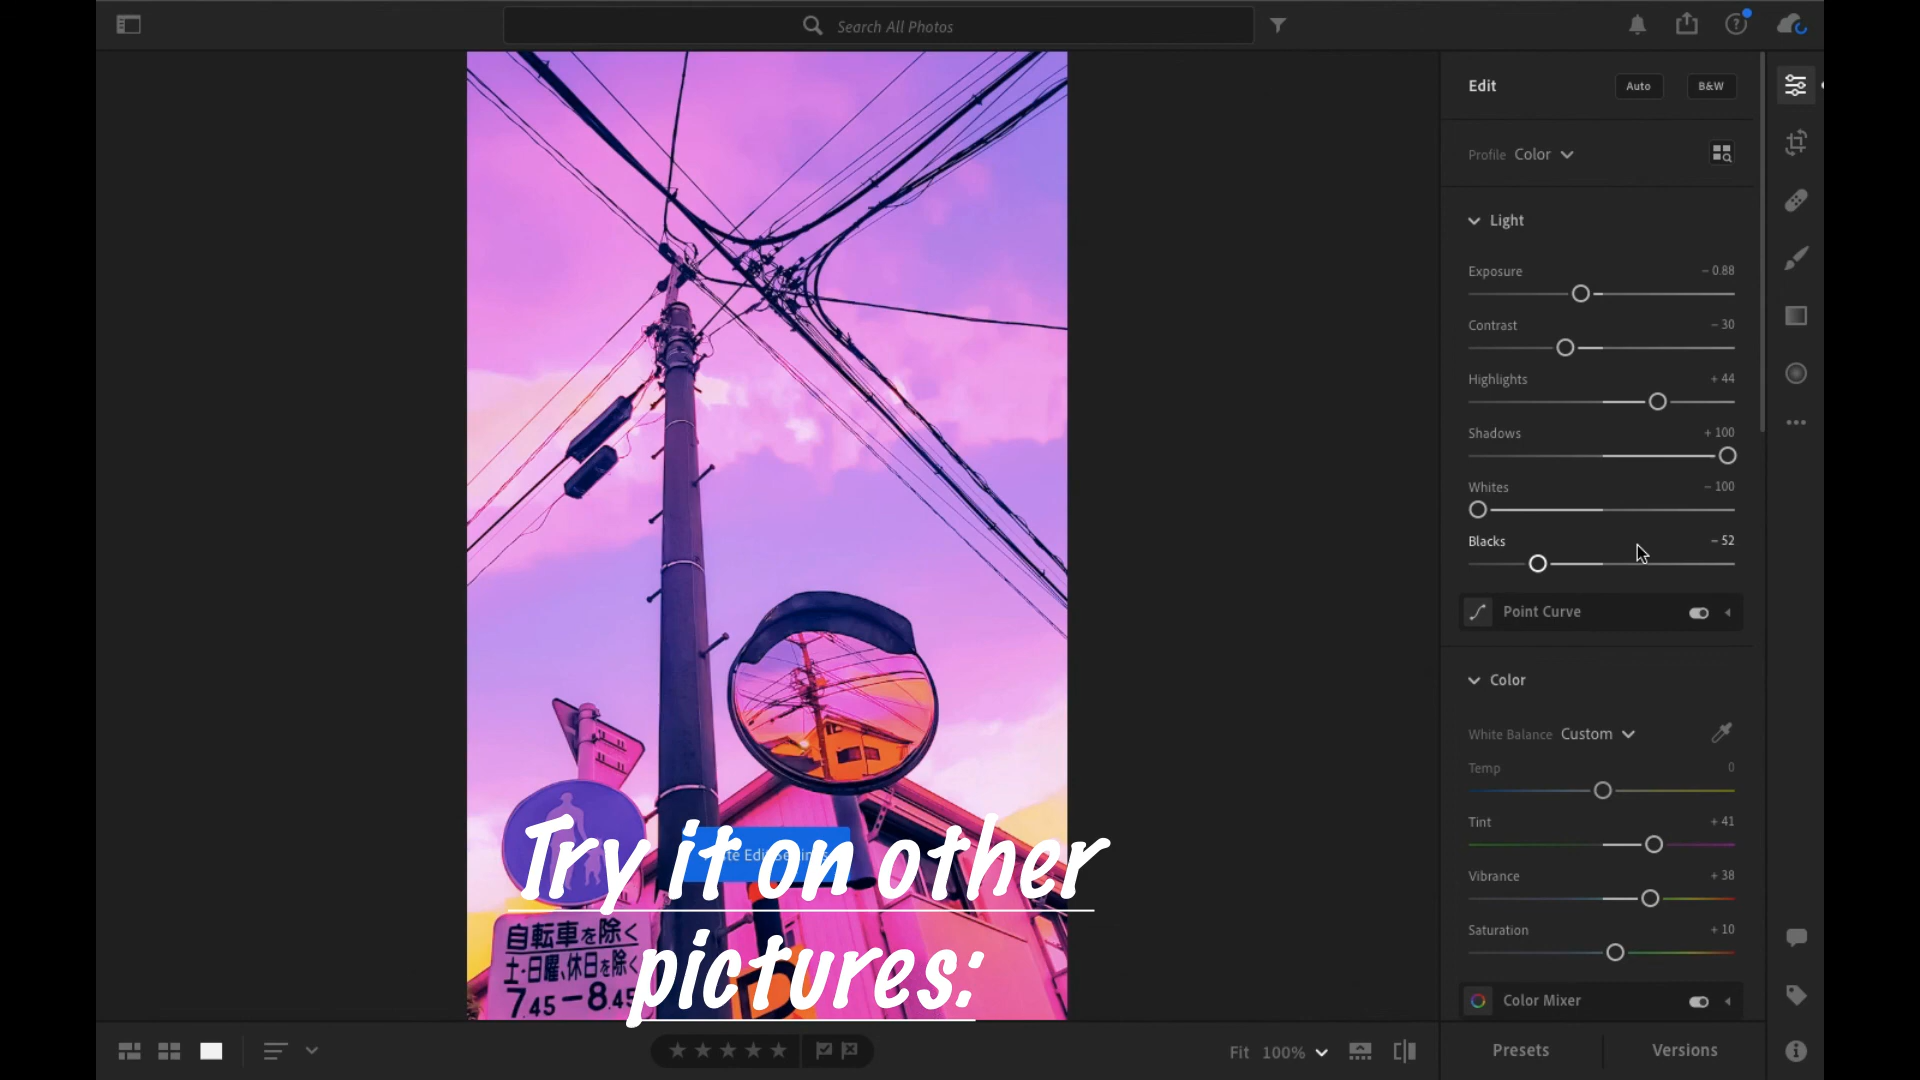 Search All Photos
Edit
Auto
B&W
Profile Color
Light
Exposure − 0.88
Contrast − 30
Highlights + 44
Shadows + 100
Whites − 100
Blacks − 52
Point Curve
Color
White Balance Custom
Temp 0
Tint + 41
Vibrance + 38
Saturation + 10
Color Mixer
Try it on other
pictures:
自転車を除く
土・日曜、休日を除く
7.45−8.45
Fit 100%
Presets
Versions